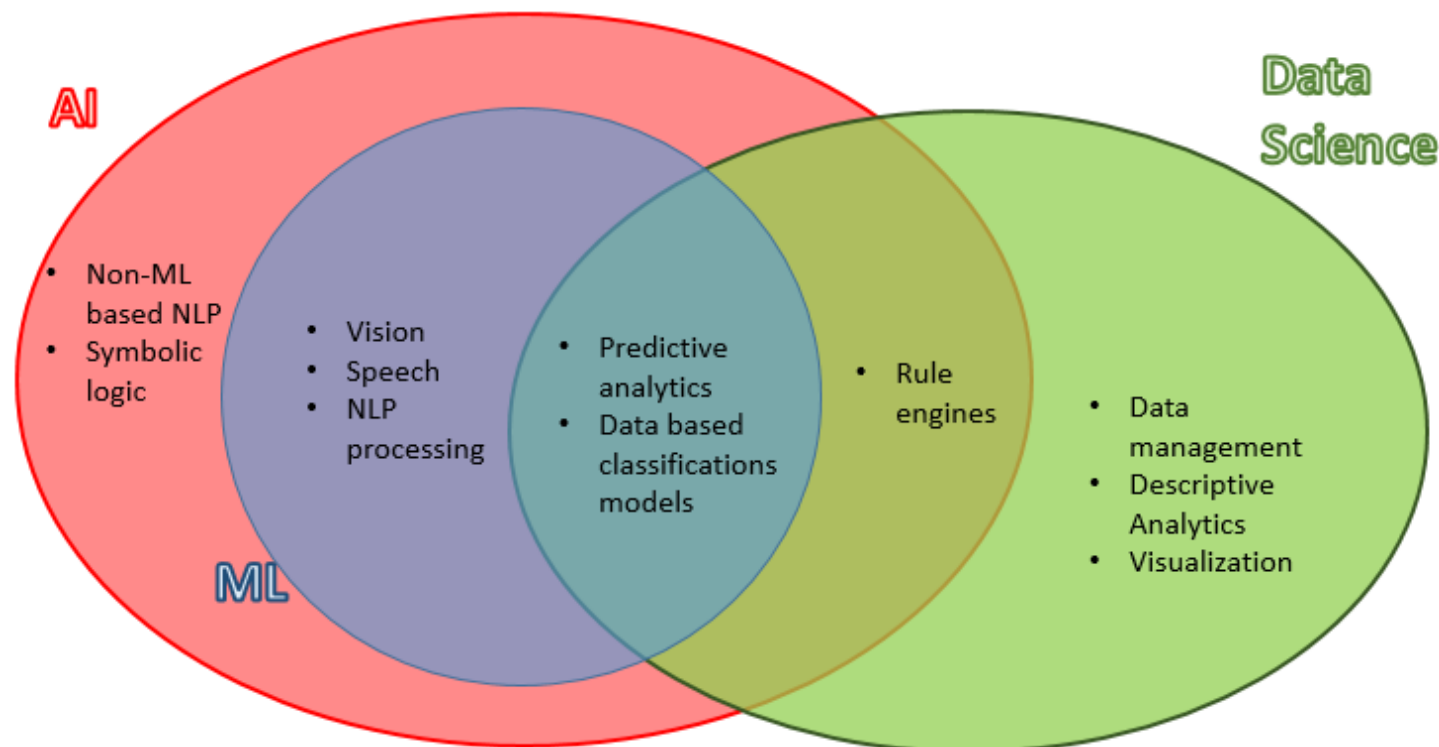 AI
Data
Science
• Non-ML
based NLP
• Symbolic
logic
• Vision
• Speech
• NLP
processing
• Predictive
analytics
• Data based
classifications
models
• Rule
engines
• Data
management
• Descriptive
Analytics
• Visualization
ML